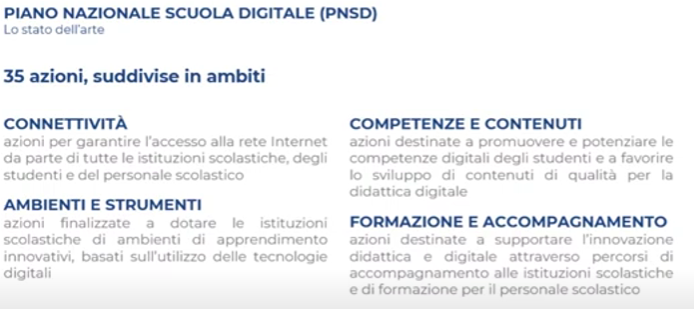 PIANO NAZIONALE SCUOLA DIGITALE (PNSD)
Lo stato dell'arte
35 azioni, suddivise in ambiti
CONNETTIVITÀ
azioni per garantire l'accesso alla rete Internet
da parte di tutte le istituzioni scolastiche, degli
studenti e del personale scolastico
AMBIENTI E STRUMENTI
azioni finalizzate a dotare le istituzioni
scolastiche di ambienti di apprendimento
innovativi, basati sull'utilizzo delle tecnologie
digitali
COMPETENZE E CONTENUTI
azioni destinate a promuovere e potenziare le
competenze digitali degli studenti e a favorire
lo sviluppo di contenuti di qualità per la
didattica digitale
FORMAZIONE E ACCOMPAGNAMENTO
azioni destinate a supportare l'innovazione
didattica e digitale attraverso percorsi di
accompagnamento alle istituzioni scolastiche
e di formazione per il personale scolastico